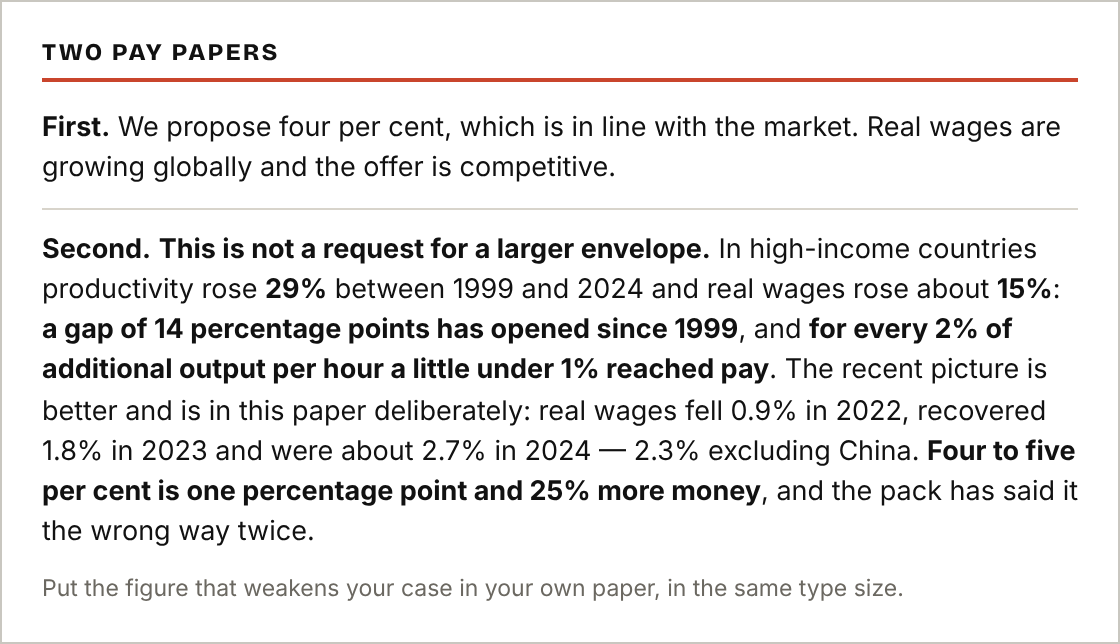 TWO PAY PAPERS
First. We propose four per cent, which is in line with the market. Real wages are
growing globally and the offer is competitive.
Second. This is not a request for a larger envelope. In high-income countries
productivity rose 29% between 1999 and 2024 and real wages rose about 15%:
a gap of 14 percentage points has opened since 1999, and for every 2% of
additional output per hour a little under 1% reached pay. The recent picture is
better and is in this paper deliberately: real wages fell 0.9% in 2022, recovered
1.8% in 2023 and were about 2.7% in 2024 — 2.3% excluding China. Four to five
per cent is one percentage point and 25% more money, and the pack has said it
the wrong way twice.
Put the figure that weakens your case in your own paper, in the same type size.